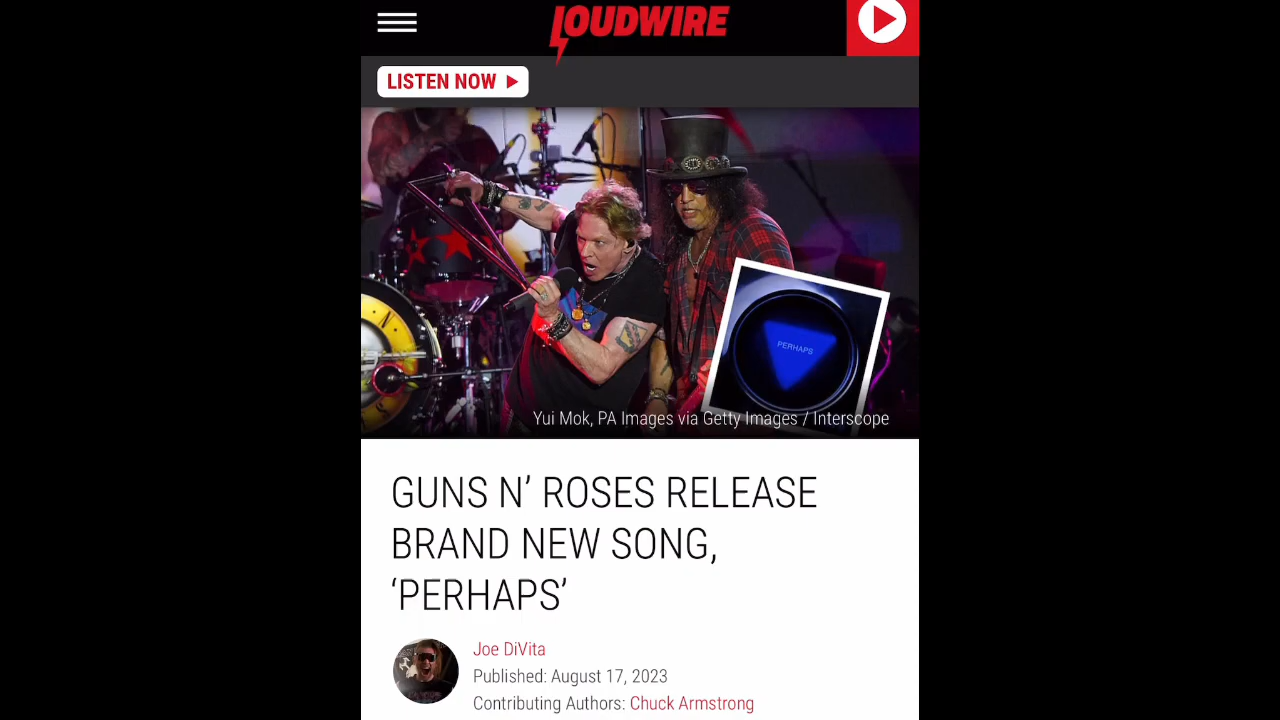 LOUDWIRE
LISTEN NOW
PERHAPS
Yui Mok, PA Images via Getty Images / Interscope
GUNS N’ ROSES RELEASE
BRAND NEW SONG,
‘PERHAPS’
Joe DiVita
Published: August 17, 2023
Contributing Authors: Chuck Armstrong